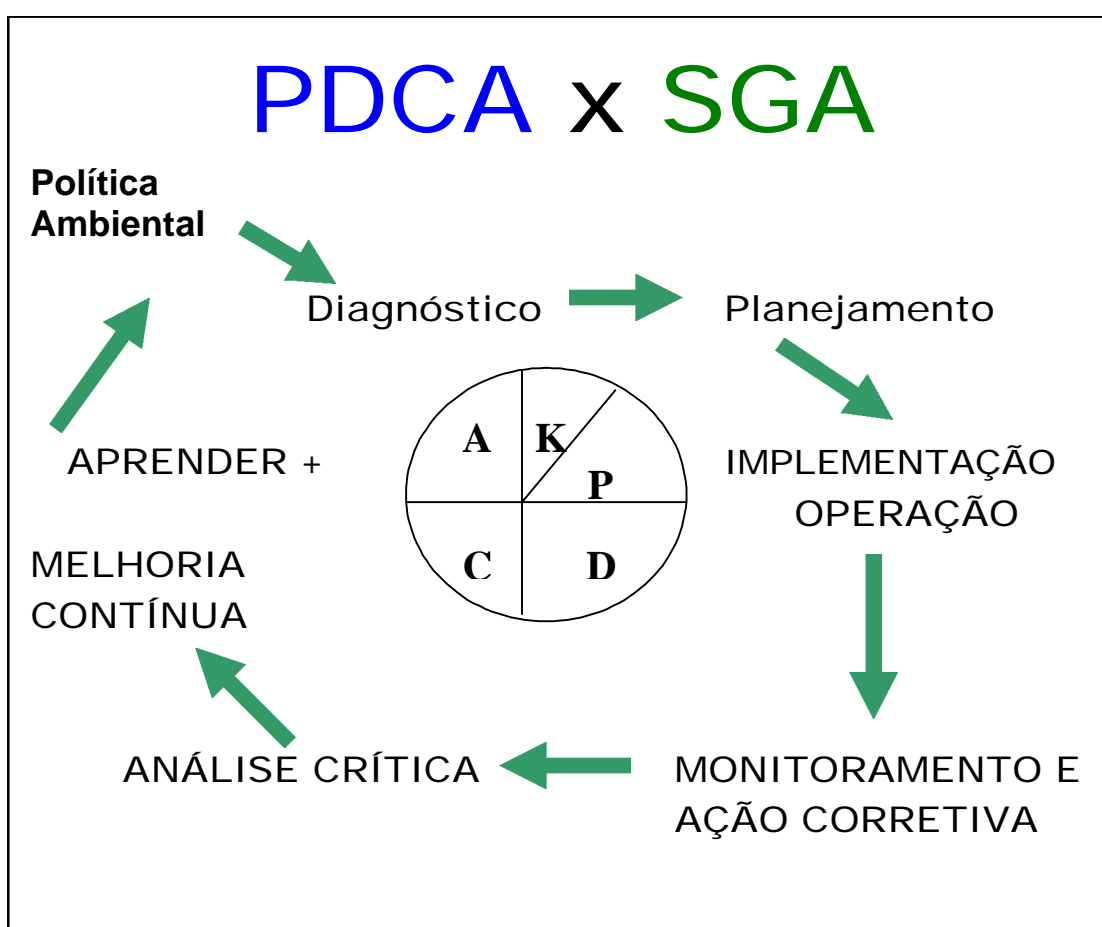 PDCA x SGA
Política
Ambiental
Diagnóstico
Planejamento
A
K
P
C
D
APRENDER +
IMPLEMENTAÇÃO
OPERAÇÃO
MELHORIA
CONTÍNUA
ANÁLISE CRÍTICA
MONITORAMENTO E
AÇÃO CORRETIVA